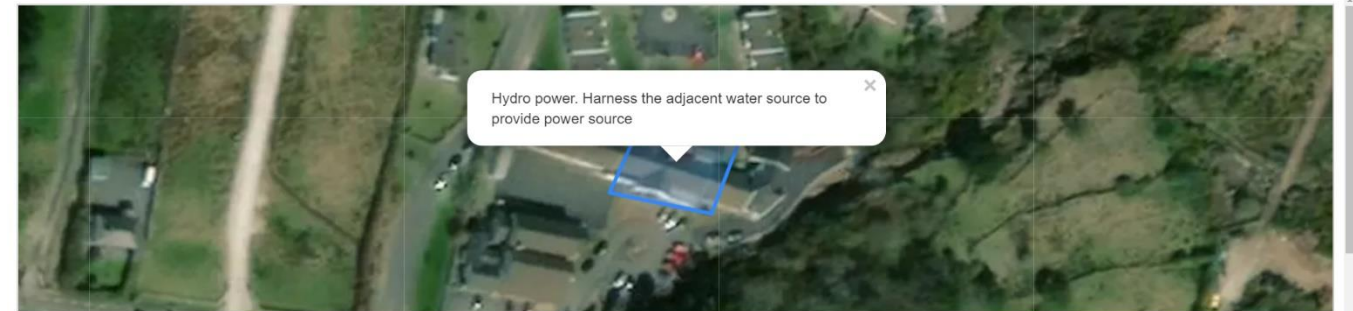 Hydro power. Harness the adjacent water source to
provide power source